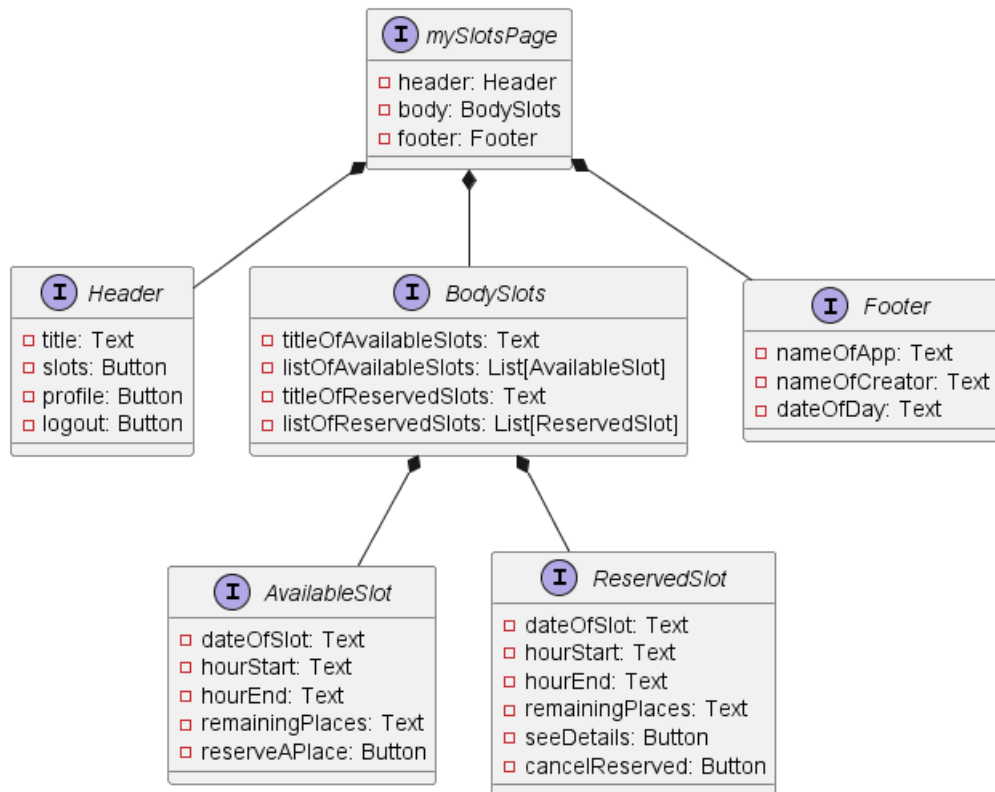 I mySlotsPage
header: Header
body: BodySlots
footer: Footer
I Header
title: Text
slots: Button
profile: Button
logout: Button
I BodySlots
titleOfAvailableSlots: Text
listOfAvailableSlots: List[AvailableSlot]
titleOfReservedSlots: Text
listOfReservedSlots: List[ReservedSlot]
I Footer
nameOfApp: Text
nameOfCreator: Text
dateOfDay: Text
I AvailableSlot
dateOfSlot: Text
hourStart: Text
hourEnd: Text
remainingPlaces: Text
reserveAPlace: Button
I ReservedSlot
dateOfSlot: Text
hourStart: Text
hourEnd: Text
remainingPlaces: Text
seeDetails: Button
cancelReserved: Button